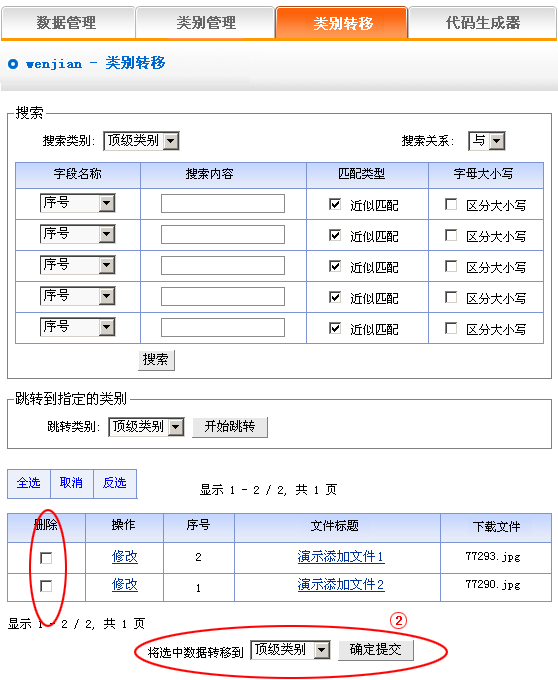 数据管理 类别管理 类别转移 代码生成器
wenjian - 类别转移
搜索
搜索类别: 顶级类别 搜索关系: 与
字段名称 搜索内容 匹配类型 字母大小写
序号 近似匹配 区分大小写
序号 近似匹配 区分大小写
序号 近似匹配 区分大小写
序号 近似匹配 区分大小写
序号 近似匹配 区分大小写
搜索
跳转到指定的类别
跳转类别: 顶级类别 开始跳转
全选 取消 反选
显示 1 - 2 / 2, 共 1 页
删除 操作 序号 文件标题 下载文件
修改 2 演示添加文件1 77293.jpg
修改 1 演示添加文件2 77290.jpg
显示 1 - 2 / 2, 共 1 页
②
将选中数据转移到 顶级类别 确定提交